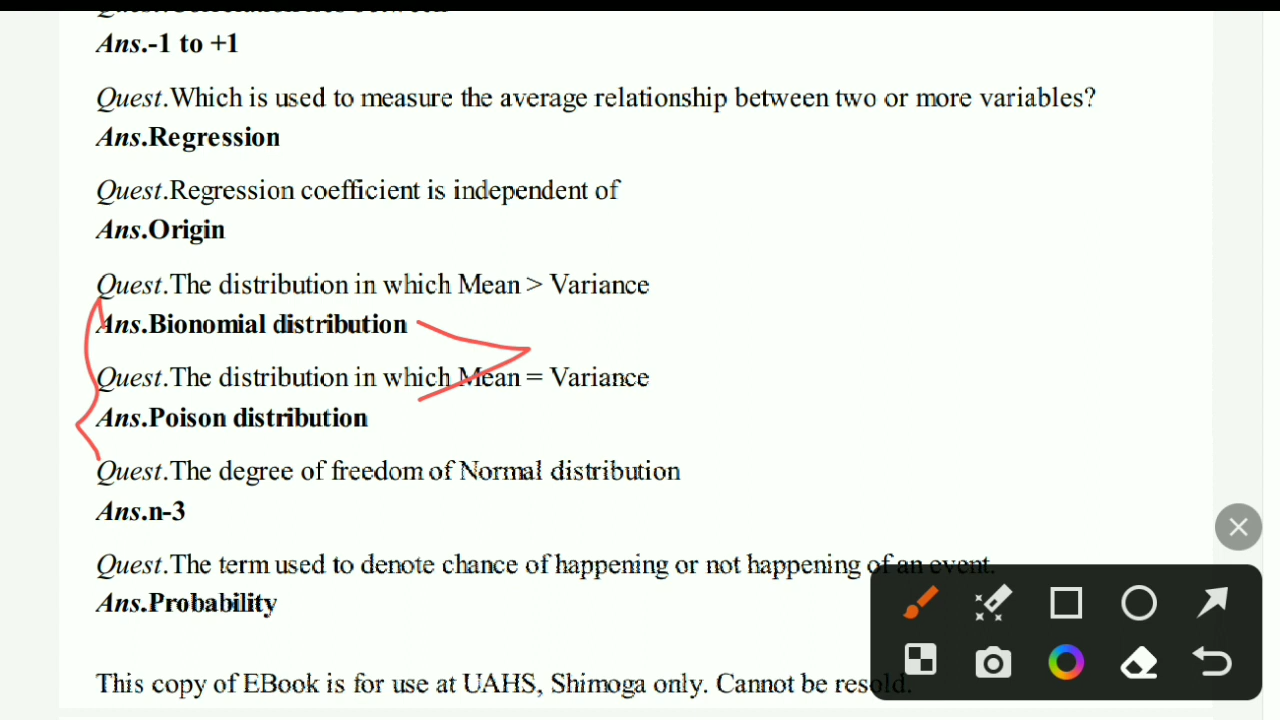 Quest.Correlation lies between
Ans.-1 to +1
Quest.Which is used to measure the average relationship between two or more variables?
Ans.Regression
Quest.Regression coefficient is independent of
Ans.Origin
Quest.The distribution in which Mean > Variance
Ans.Bionomial distribution
Quest.The distribution in which Mean = Variance
Ans.Poison distribution
Quest.The degree of freedom of Normal distribution
Ans.n-3
Quest.The term used to denote chance of happening or not happening of an event.
Ans.Probability
This copy of EBook is for use at UAHS, Shimoga only. Cannot be resold.